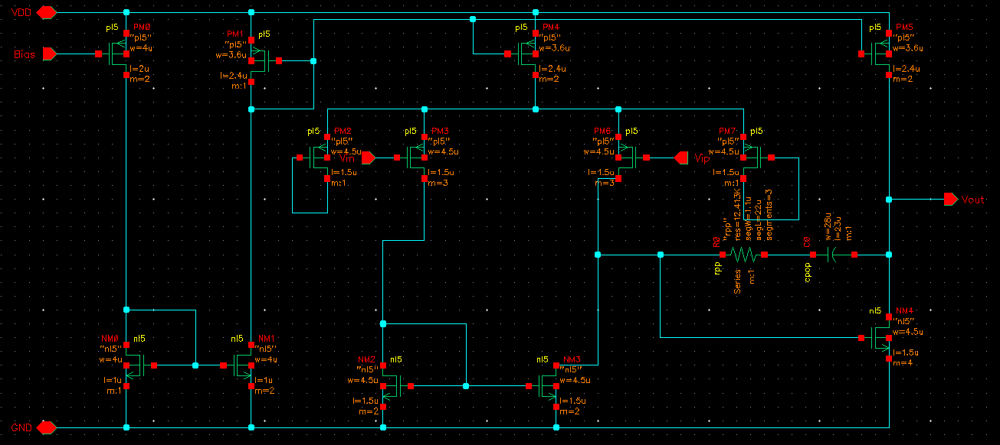 VDD
Bias
GND
pl5
PM0
"pl5"
w=4u
l=2u
m=2
PM1
pl5
"pl5"
w=3.6u
l=2.4u
m:1
pl5
PM4
"pl5"
w=3.6u
l=2.4u
m=2
pl5
PM5
"pl5"
w=3.6u
l=2.4u
m=2
pl5
PM2
"pl5"
w=4.5u
l=1.5u
m:1
Vin
pl5
PM3
"pl5"
w=4.5u
l=1.5u
m=3
PM6
pl5
"pl5"
w=4.5u
l=1.5u
m=3
Vip
PM7
pl5
"pl5"
w=4.5u
l=1.5u
m:1
Vout
R0
"rpp"
res=12.413K
segW=1.1u
segL=22u
segments=3
rpp
Series
m:1
C0
w=28u
l=23u
m:1
cpop
NM0
nl5
"nl5"
w=4u
l=1u
m:1
nl5
NM1
"nl5"
w=4u
l=1u
m=2
NM2
nl5
"nl5"
w=4.5u
l=1.5u
m=2
nl5
NM3
"nl5"
w=4.5u
l=1.5u
m=2
nl5
NM4
"nl5"
w=4.5u
l=1.5u
m=4